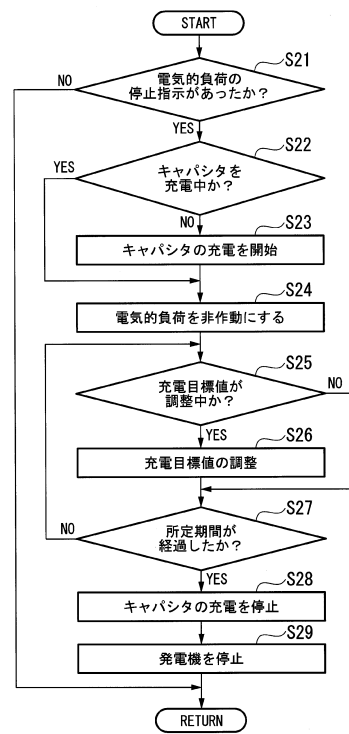 START
S21
電気的負荷の
停止指示があったか？
NO
YES
S22
キャパシタを
充電中か？
YES
NO
S23
キャパシタの充電を開始
S24
電気的負荷を非作動にする
S25
充電目標値が
調整中か？
NO
YES
S26
充電目標値の調整
S27
所定期間が
経過したか？
NO
YES
S28
キャパシタの充電を停止
S29
発電機を停止
RETURN